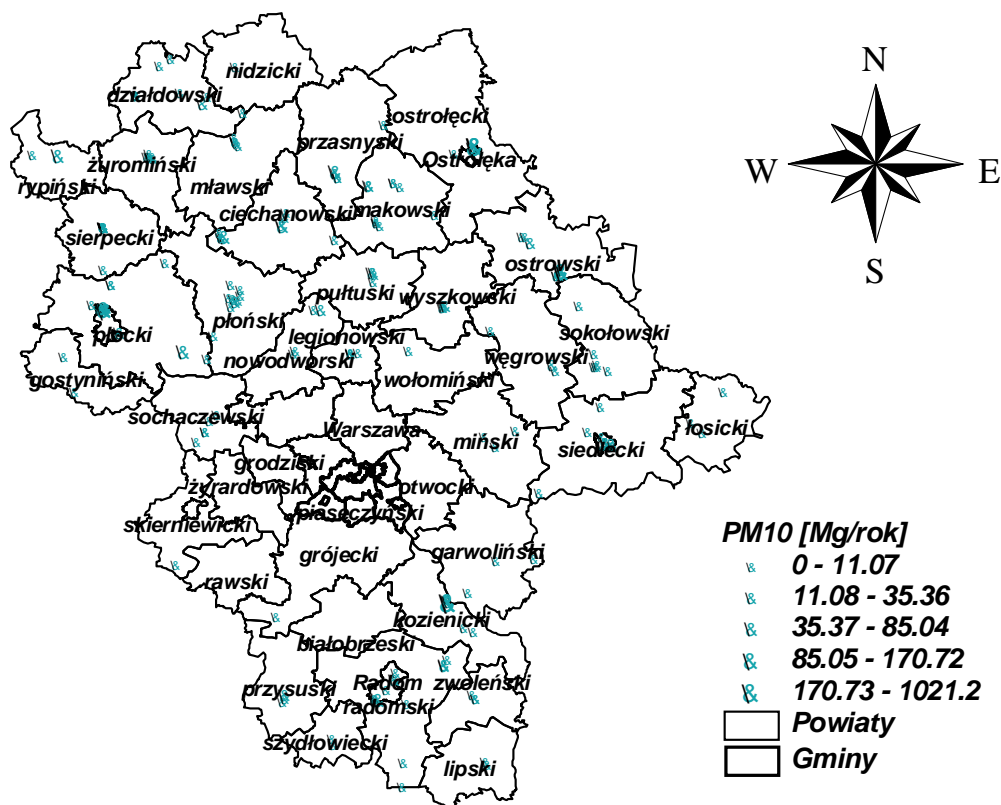 N
W E
S
nidzicki
działdowski
ostrołęcki
przasnyski
Ostrołęka
żuromiński
rypiński
mławski
ciechanowski
makowski
sierpecki
ostrowski
pułtuski
wyszkowski
płoński
sokołowski
płocki
legionowski
nowodworski
węgrowski
gostyniński
wołomiński
sochaczewski
Warszawa
miński
łosicki
siedlecki
grodziski
żyrardowski
otwocki
piaseczyński
skierniewicki
grójecki
garwoliński
rawski
kozienicki
białobrzeski
przysuski
Radom
zwoleński
radomski
szydłowiecki
lipski
PM10 [Mg/rok]
0 - 11.07
11.08 - 35.36
35.37 - 85.04
85.05 - 170.72
170.73 - 1021.2
Powiaty
Gminy